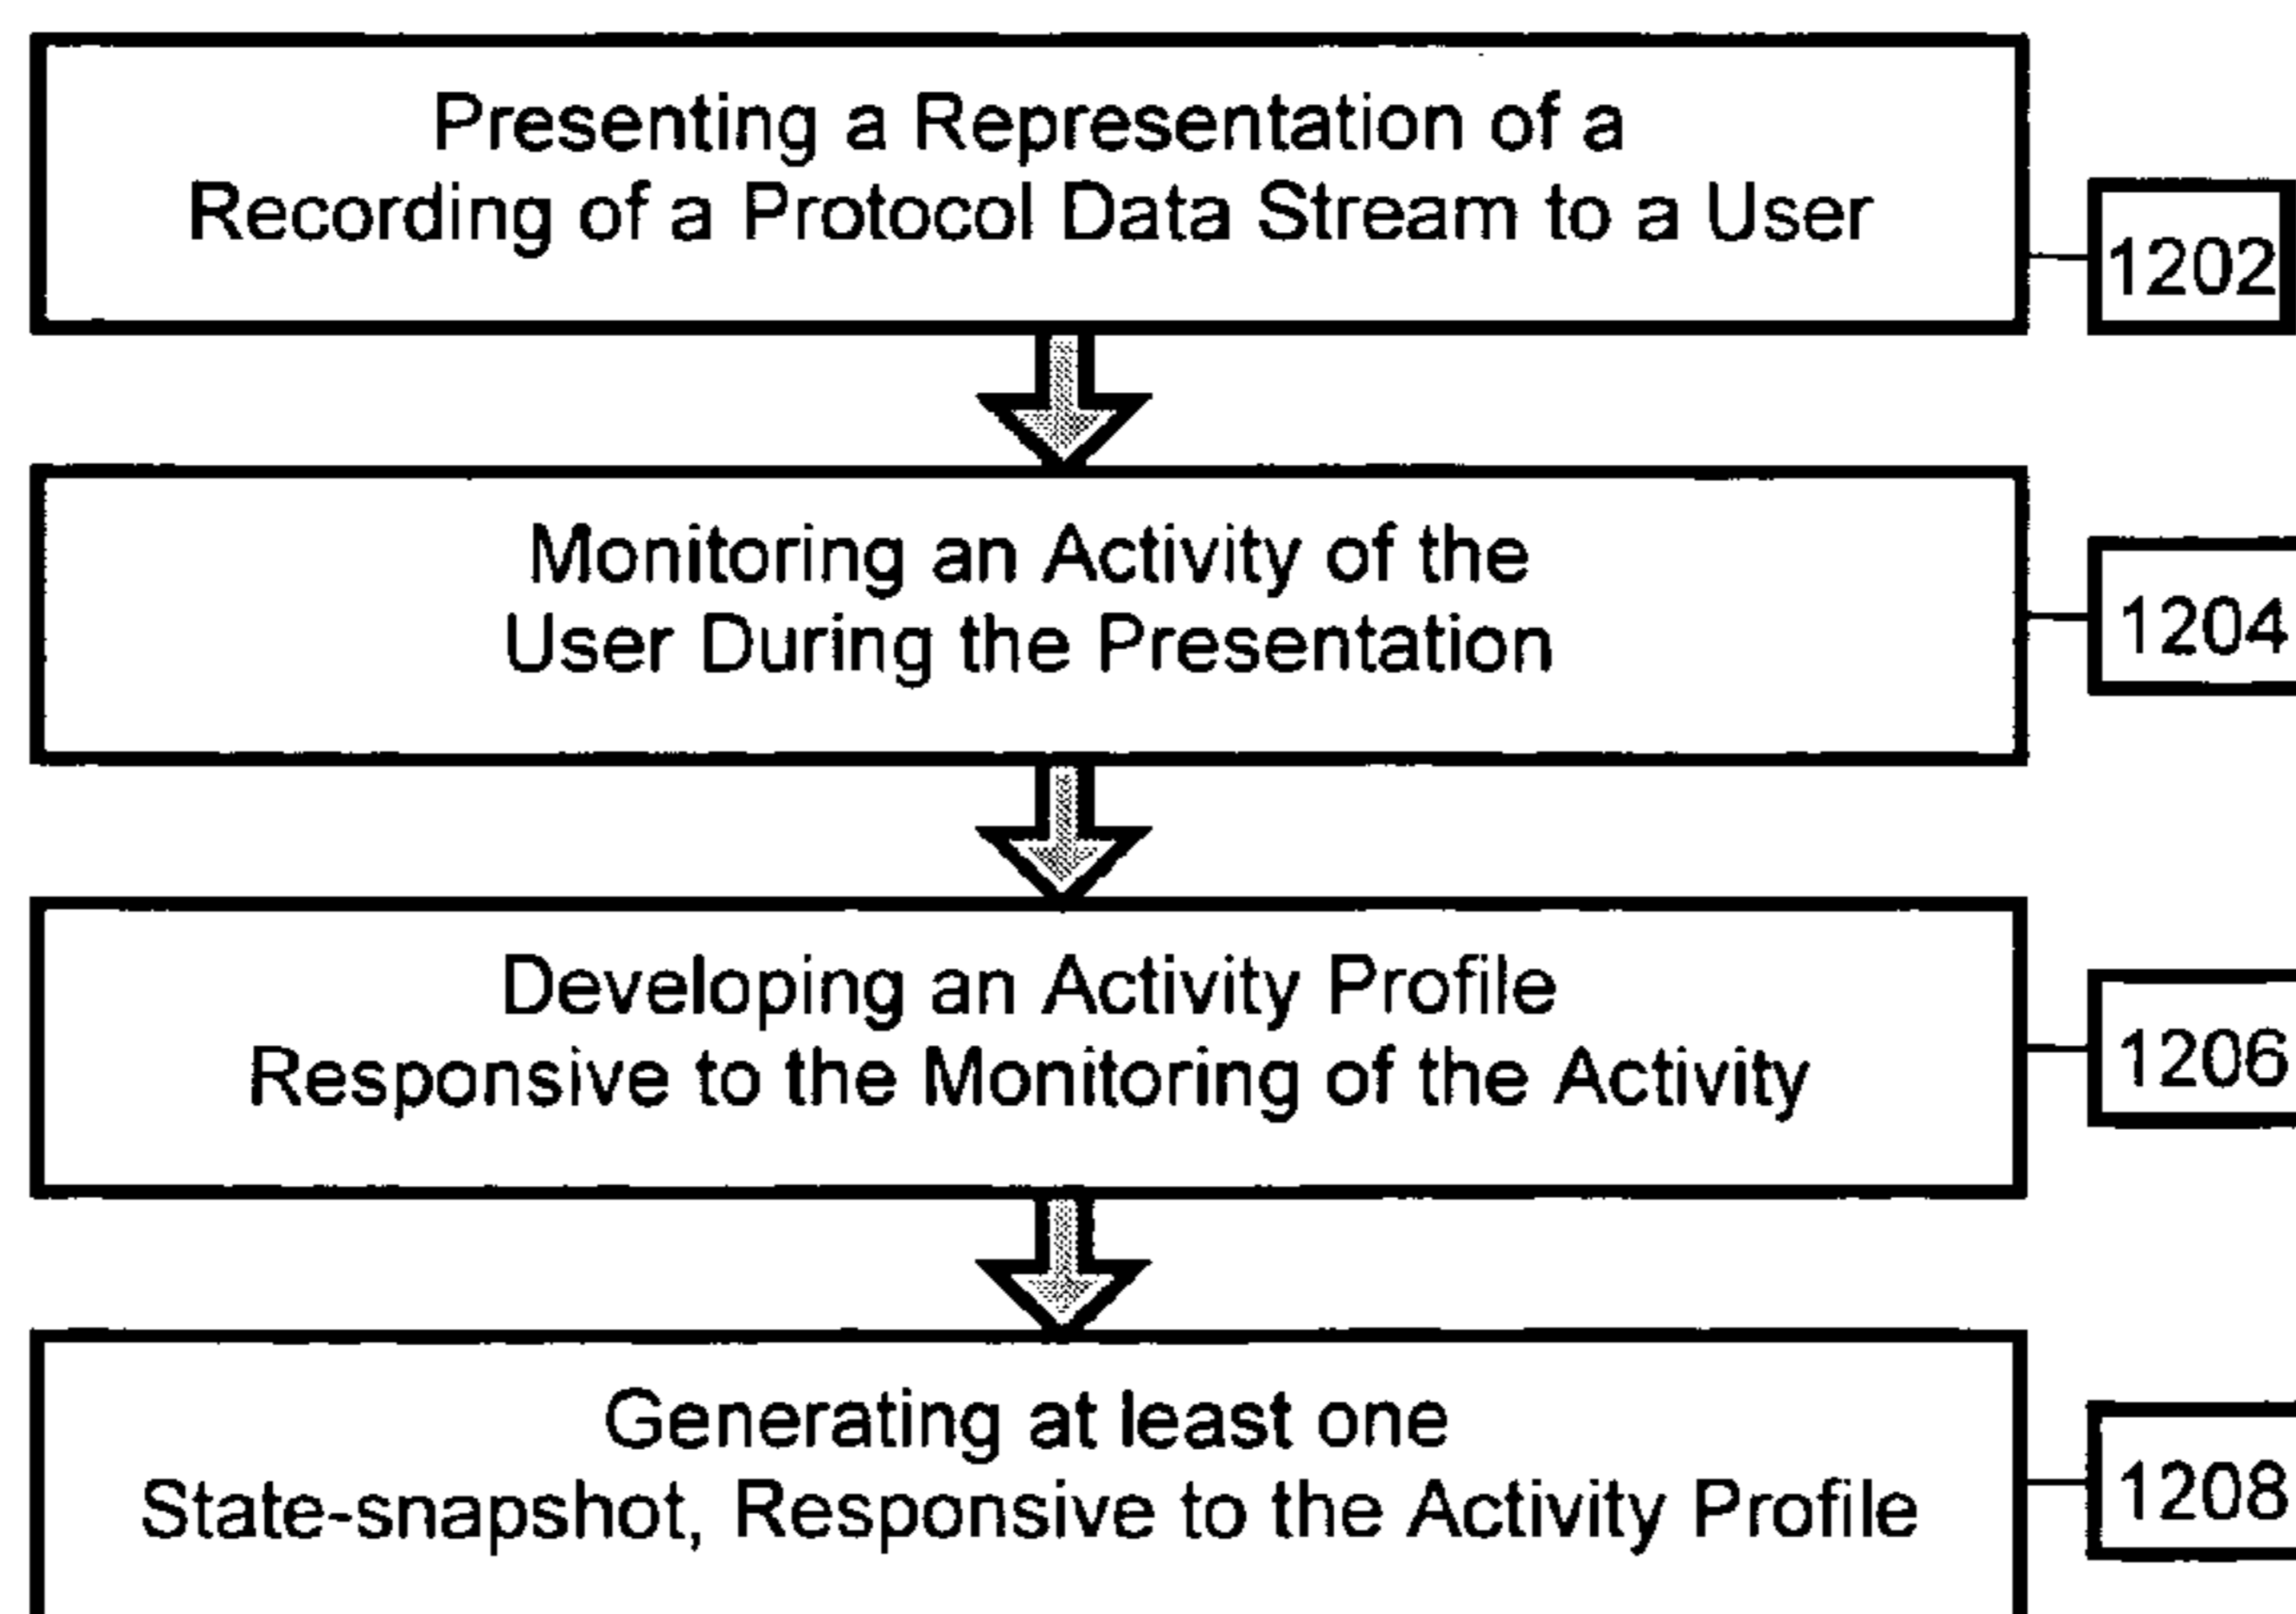 Presenting a Representation of a
Recording of a Protocol Data Stream to a User
1202
Monitoring an Activity of the
User During the Presentation
1204
Developing an Activity Profile
Responsive to the Monitoring of the Activity
1206
Generating at least one
State-snapshot, Responsive to the Activity Profile
1208